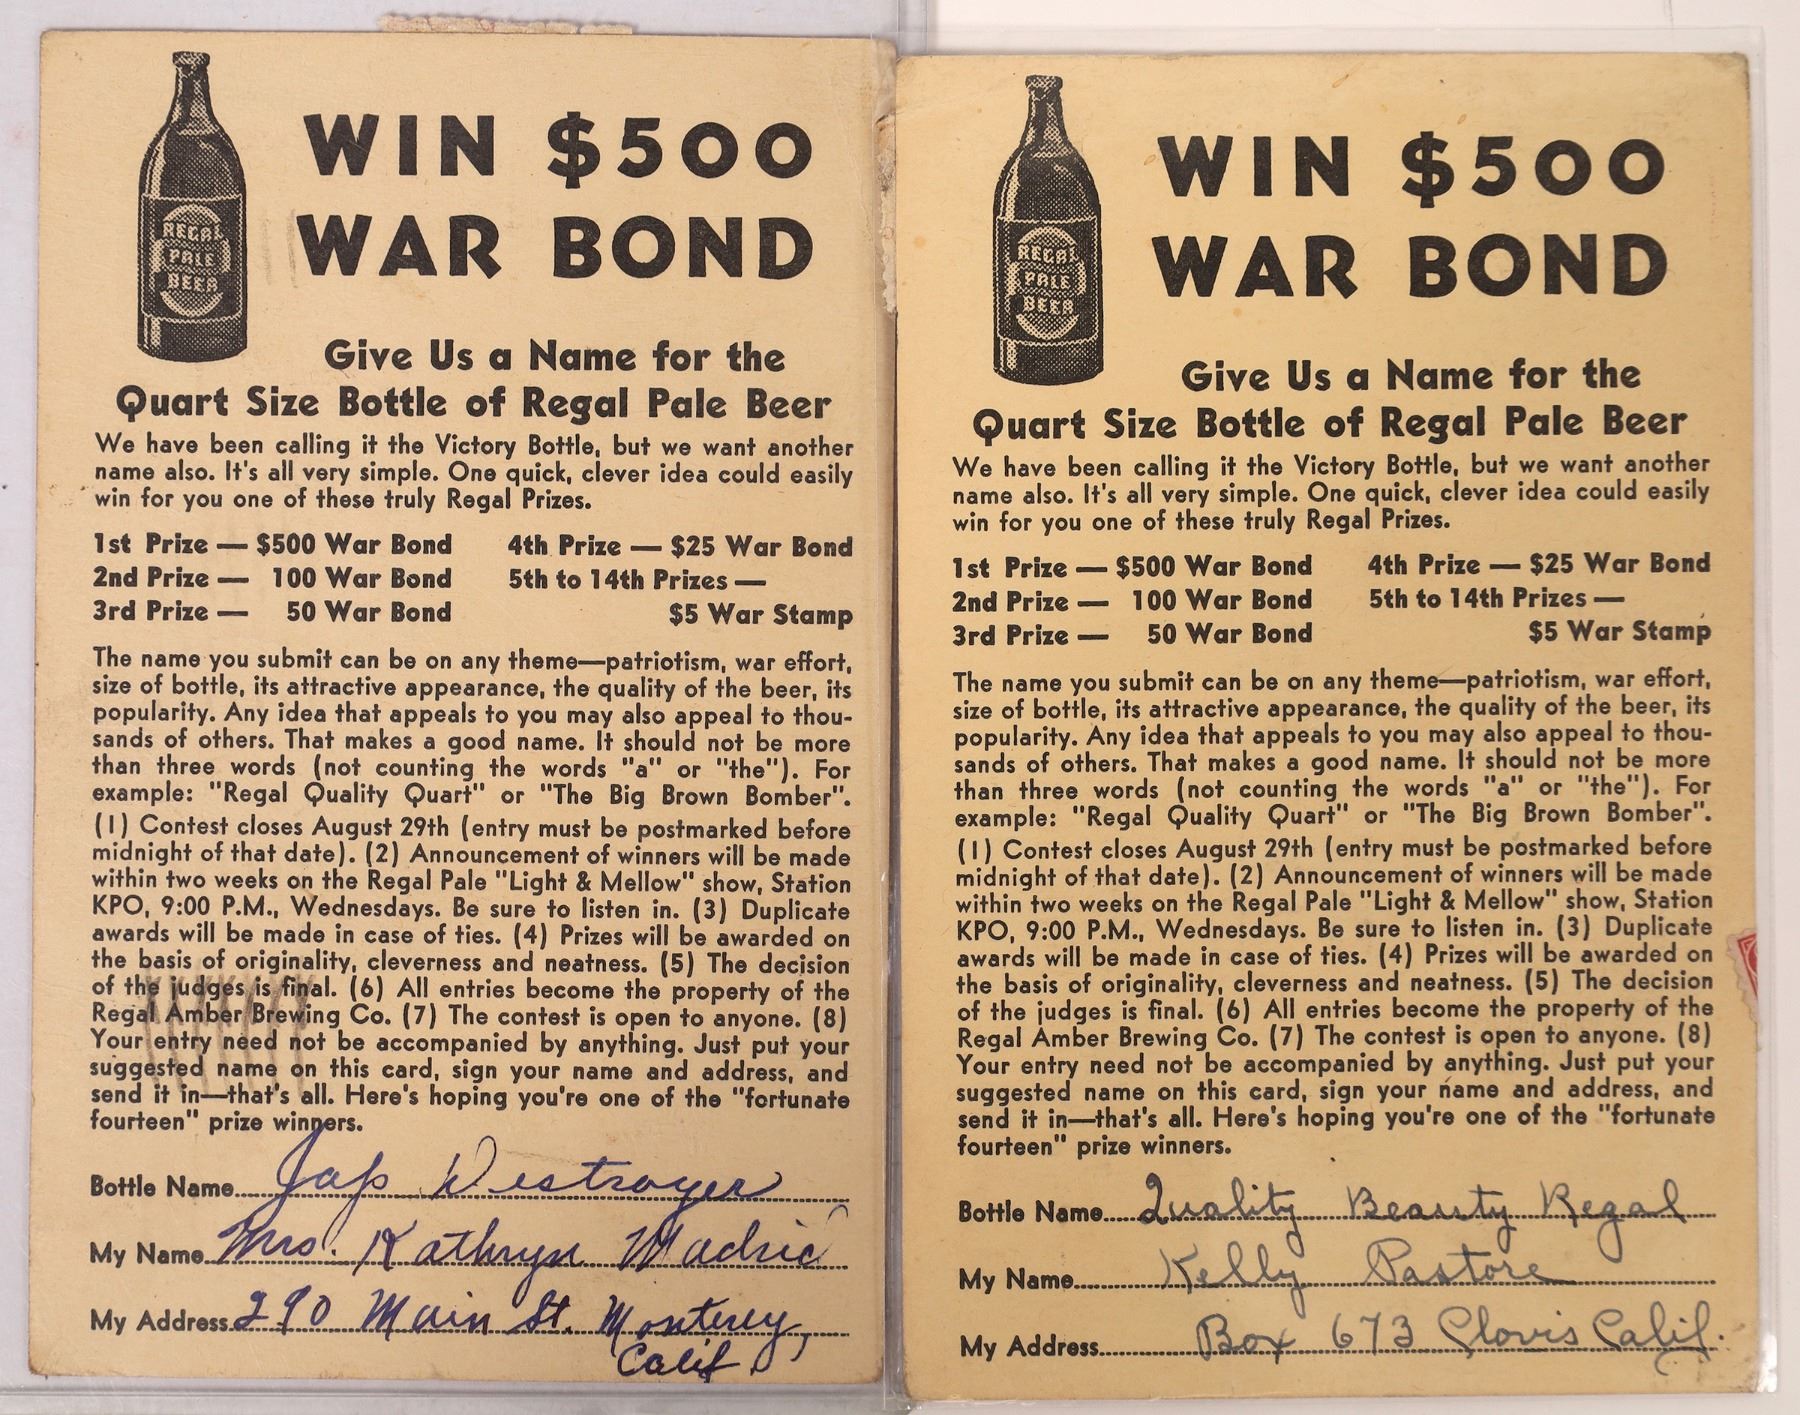 REGAL
PALE
BEER
WIN $500
WAR BOND
Give Us a Name for the
Quart Size Bottle of Regal Pale Beer
We have been calling it the Victory Bottle, but we want another
name also. It's all very simple. One quick, clever idea could easily
win for you one of these truly Regal Prizes.
1st Prize — $500 War Bond 4th Prize — $25 War Bond
2nd Prize — 100 War Bond 5th to 14th Prizes —
3rd Prize — 50 War Bond $5 War Stamp
The name you submit can be on any theme—patriotism, war effort,
size of bottle, its attractive appearance, the quality of the beer, its
popularity. Any idea that appeals to you may also appeal to thou-
sands of others. That makes a good name. It should not be more
than three words (not counting the words "a" or "the"). For
example: "Regal Quality Quart" or "The Big Brown Bomber".
(1) Contest closes August 29th (entry must be postmarked before
midnight of that date). (2) Announcement of winners will be made
within two weeks on the Regal Pale "Light & Mellow" show, Station
KPO, 9:00 P.M., Wednesdays. Be sure to listen in. (3) Duplicate
awards will be made in case of ties. (4) Prizes will be awarded on
the basis of originality, cleverness and neatness. (5) The decision
of the judges is final. (6) All entries become the property of the
Regal Amber Brewing Co. (7) The contest is open to anyone. (8)
Your entry need not be accompanied by anything. Just put your
suggested name on this card, sign your name and address, and
send it in—that's all. Here's hoping you're one of the "fortunate
fourteen" prize winners.
Bottle Name Jap Destroyer
My Name Mrs. Kathryn Madric
My Address 290 Main St. Monterey,
Calif.
REGAL
PALE
BEER
WIN $500
WAR BOND
Give Us a Name for the
Quart Size Bottle of Regal Pale Beer
We have been calling it the Victory Bottle, but we want another
name also. It's all very simple. One quick, clever idea could easily
win for you one of these truly Regal Prizes.
1st Prize — $500 War Bond 4th Prize — $25 War Bond
2nd Prize — 100 War Bond 5th to 14th Prizes —
3rd Prize — 50 War Bond $5 War Stamp
The name you submit can be on any theme—patriotism, war effort,
size of bottle, its attractive appearance, the quality of the beer, its
popularity. Any idea that appeals to you may also appeal to thou-
sands of others. That makes a good name. It should not be more
than three words (not counting the words "a" or "the"). For
example: "Regal Quality Quart" or "The Big Brown Bomber".
(1) Contest closes August 29th (entry must be postmarked before
midnight of that date). (2) Announcement of winners will be made
within two weeks on the Regal Pale "Light & Mellow" show, Station
KPO, 9:00 P.M., Wednesdays. Be sure to listen in. (3) Duplicate
awards will be made in case of ties. (4) Prizes will be awarded on
the basis of originality, cleverness and neatness. (5) The decision
of the judges is final. (6) All entries become the property of the
Regal Amber Brewing Co. (7) The contest is open to anyone. (8)
Your entry need not be accompanied by anything. Just put your
suggested name on this card, sign your name and address, and
send it in—that's all. Here's hoping you're one of the "fortunate
fourteen" prize winners.
Bottle Name Quality Beauty Regal
My Name Kelly Pastore
My Address Box 673 Clovis Calif.